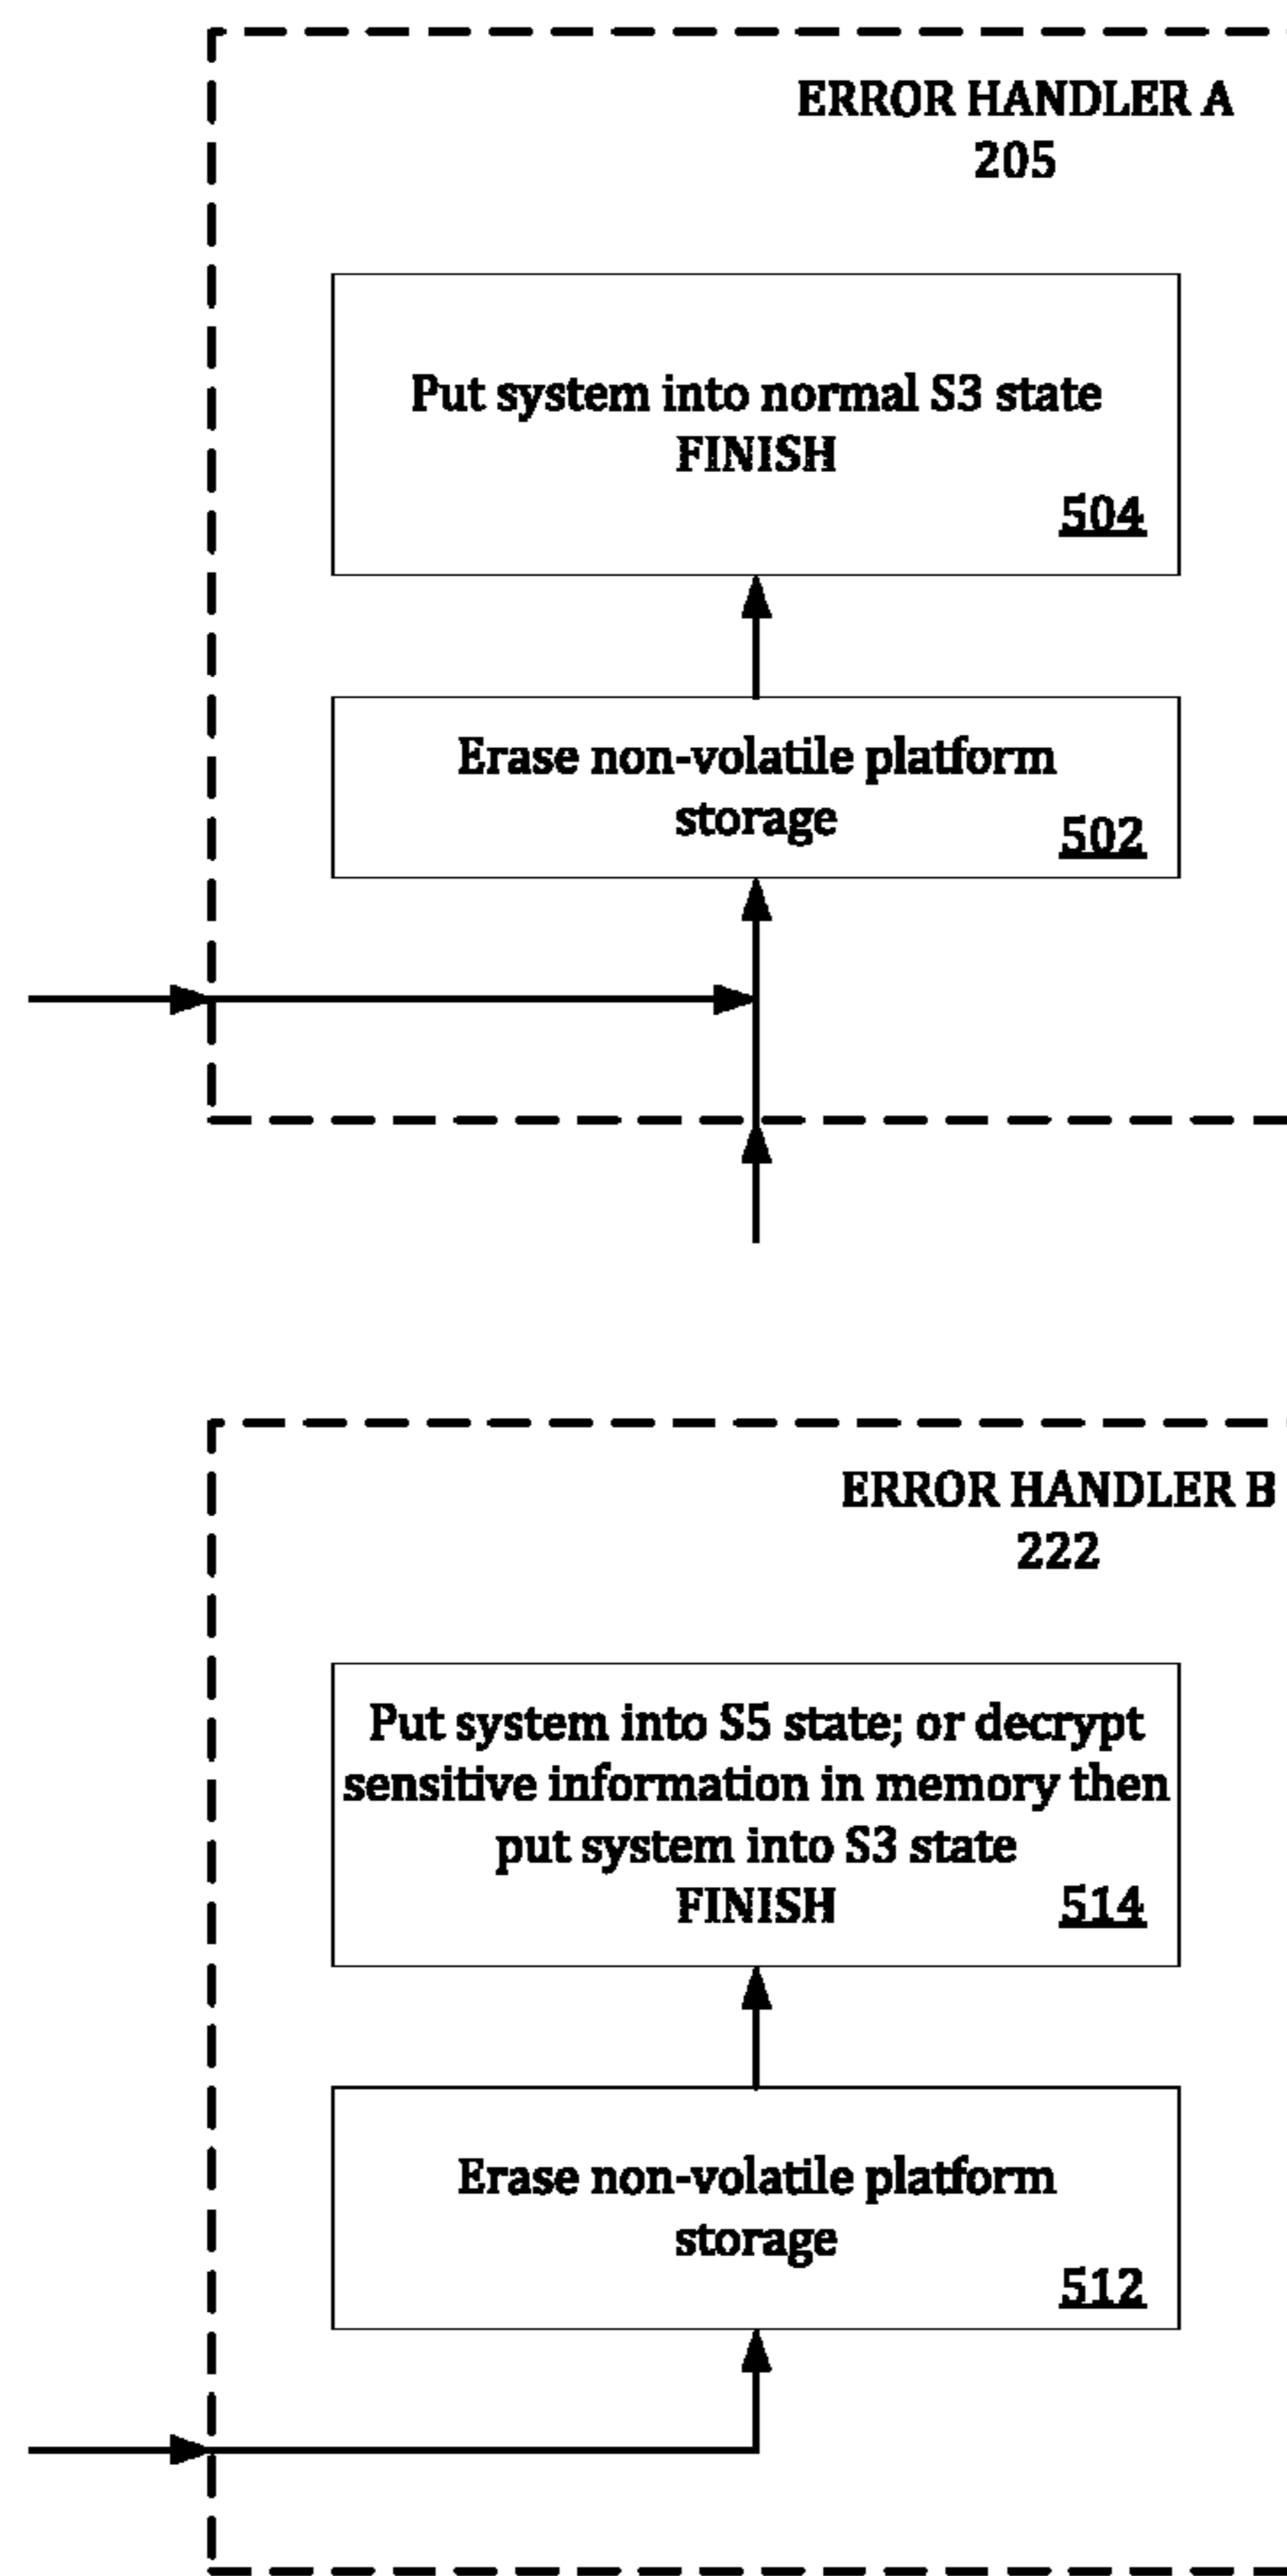 ERROR HANDLER A
205
Put system into normal S3 state
FINISH
504
Erase non-volatile platform
storage
502
ERROR HANDLER B
222
Put system into S5 state; or decrypt
sensitive information in memory then
put system into S3 state
FINISH
514
Erase non-volatile platform
storage
512